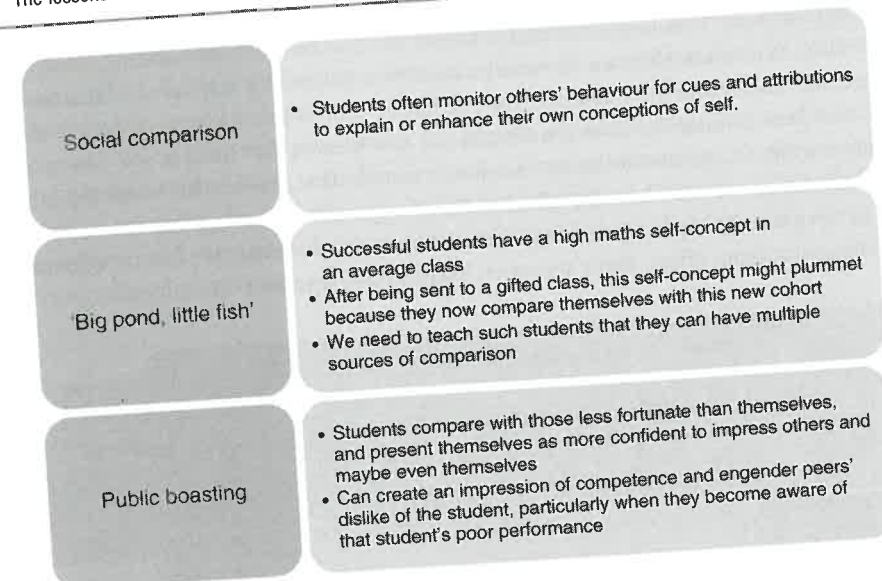 Social comparison
• Students often monitor others' behaviour for cues and attributions
to explain or enhance their own conceptions of self.
'Big pond, little fish'
• Successful students have a high maths self-concept in
an average class
• After being sent to a gifted class, this self-concept might plummet
because they now compare themselves with this new cohort
• We need to teach such students that they can have multiple
sources of comparison
Public boasting
• Students compare with those less fortunate than themselves,
and present themselves as more confident to impress others and
maybe even themselves
• Can create an impression of competence and engender peers'
dislike of the student, particularly when they become aware of
that student's poor performance